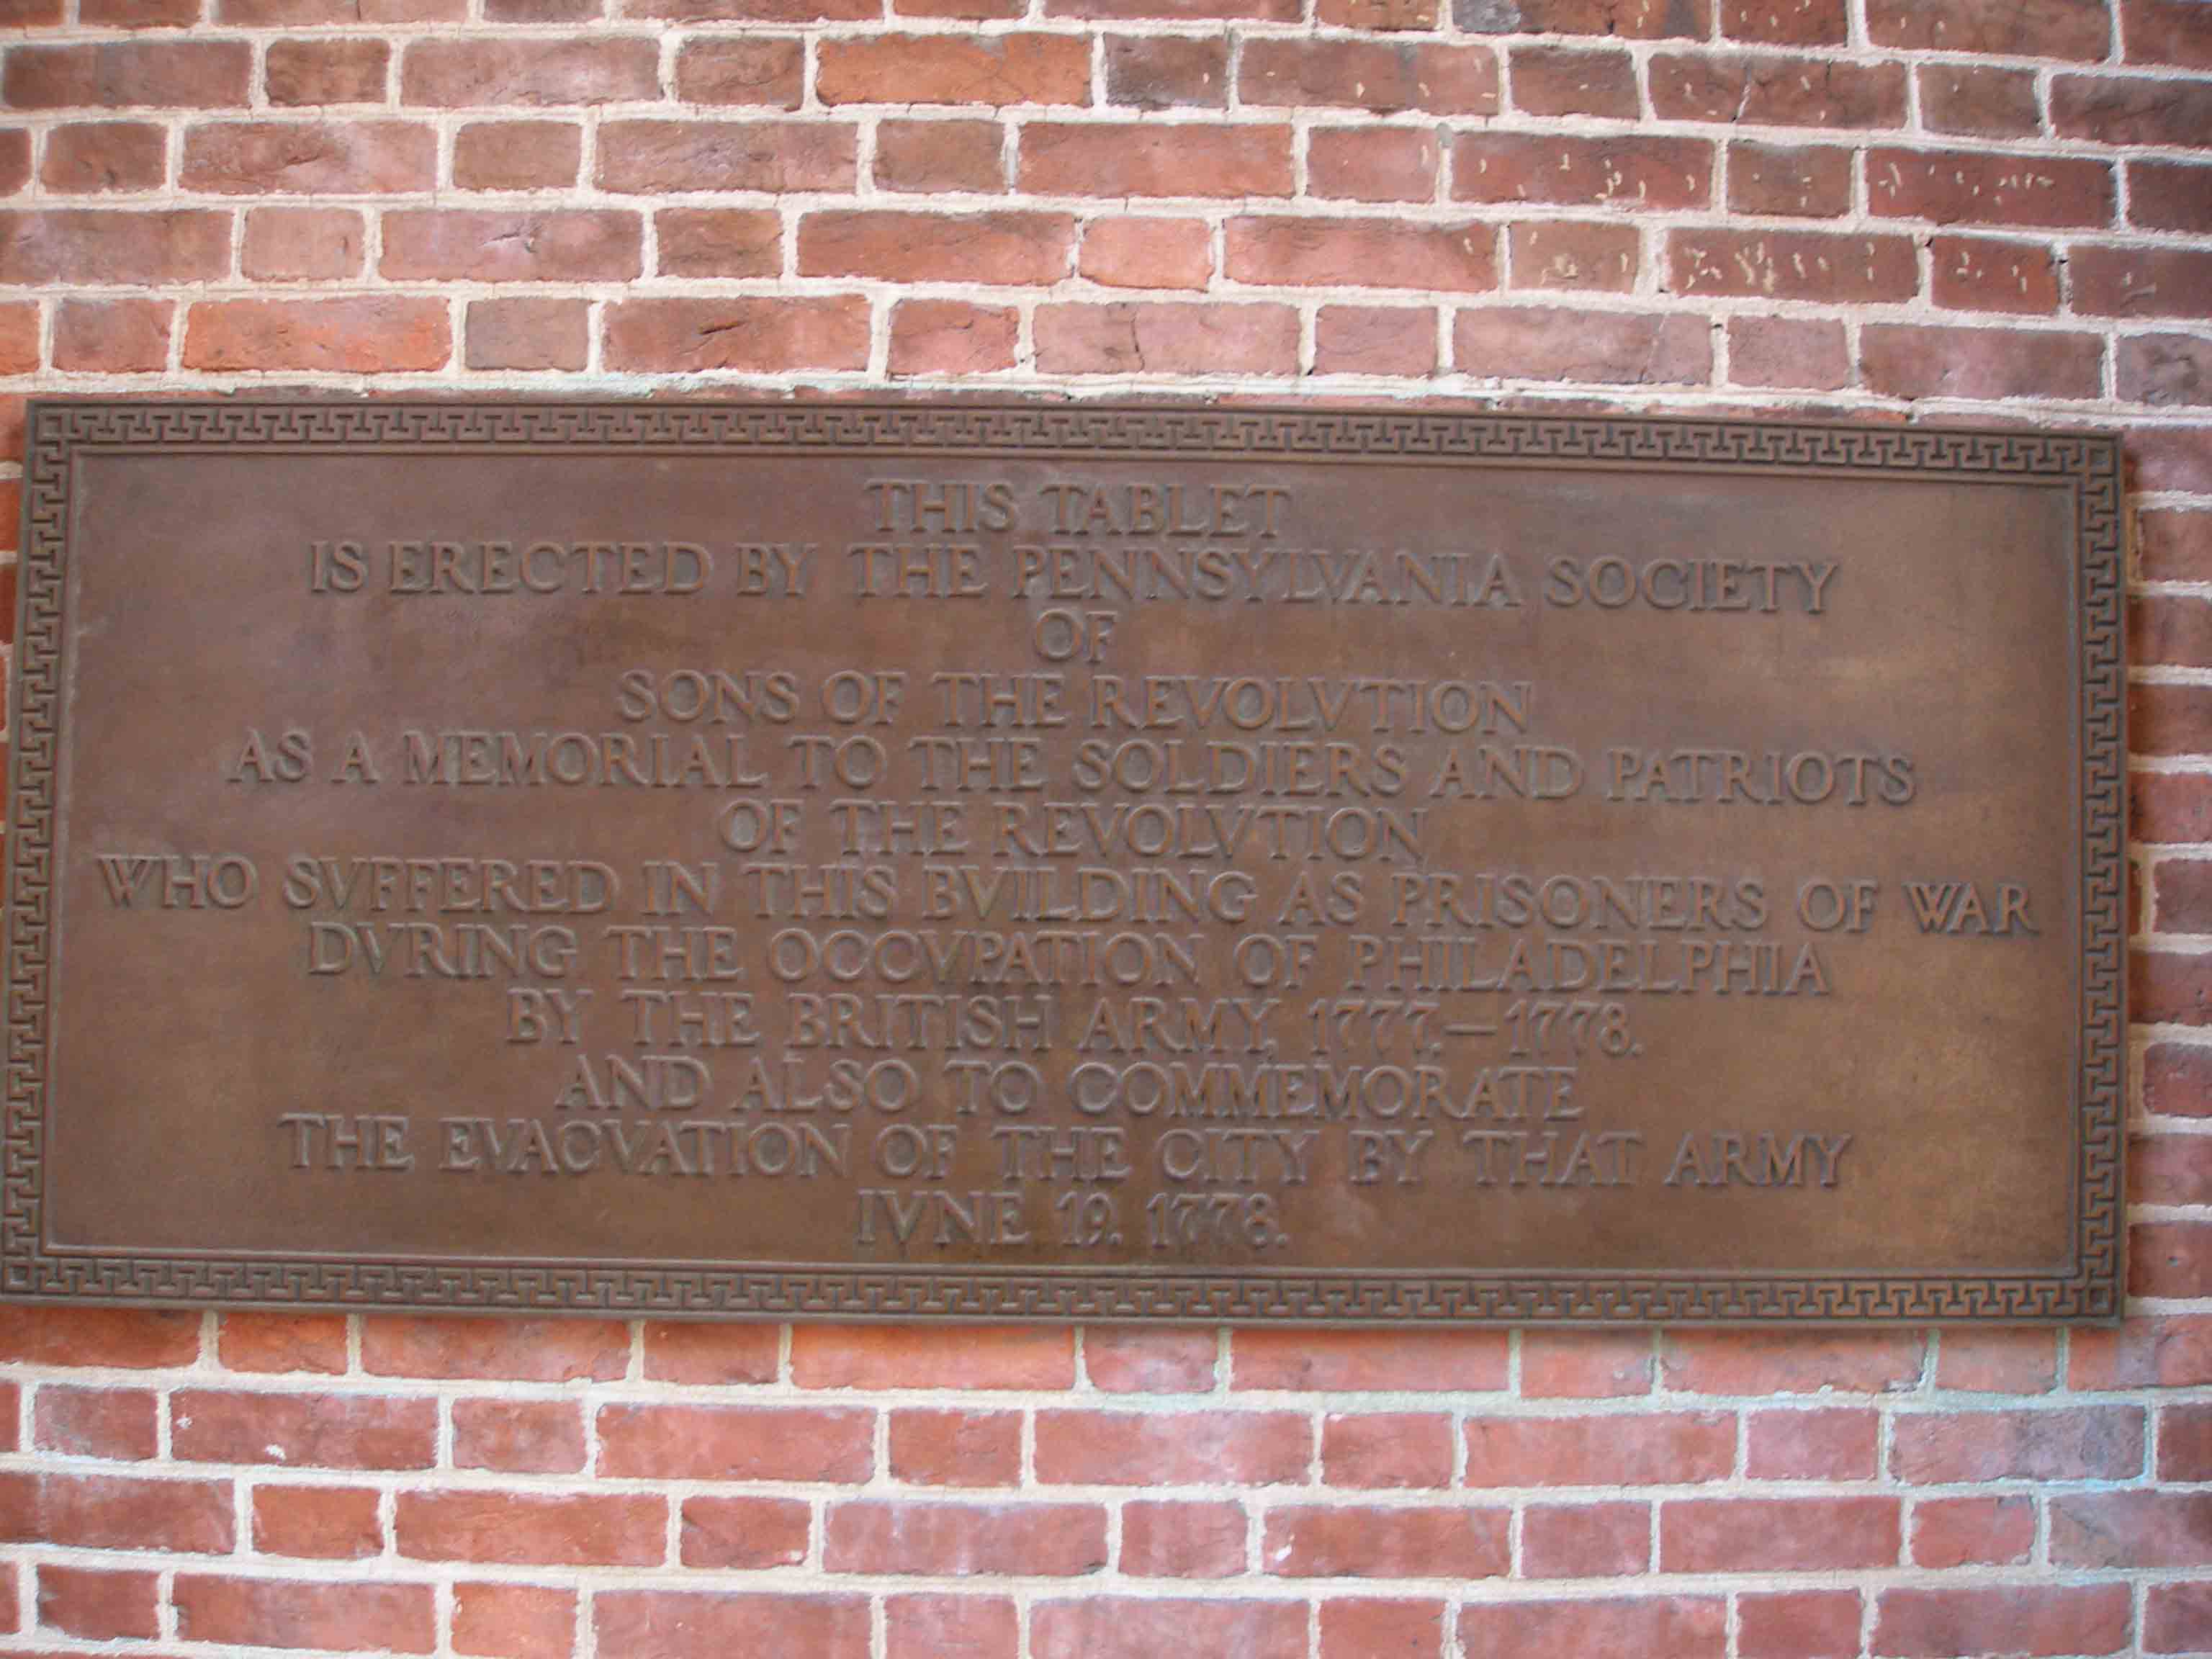 THIS TABLET
IS ERECTED BY THE PENNSYLVANIA SOCIETY
OF
SONS OF THE REVOLVTION
AS A MEMORIAL TO THE SOLDIERS AND PATRIOTS
OF THE REVOLVTION
WHO SVFFERED IN THIS BVILDING AS PRISONERS OF WAR
DVRING THE OCCVPATION OF PHILADELPHIA
BY THE BRITISH ARMY, 1777.—1778.
AND ALSO TO COMMEMORATE
THE EVACVATION OF THE CITY BY THAT ARMY
IVNE 19. 1778.